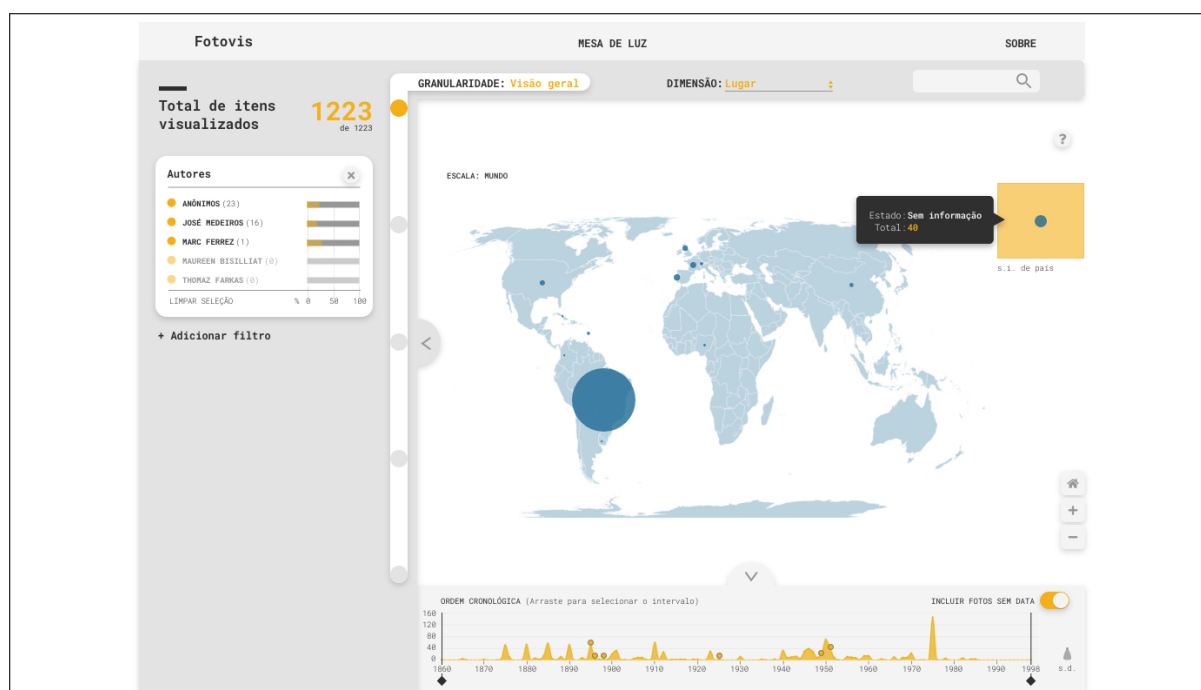 Fotovis
MESA DE LUZ
SOBRE
GRANULARIDADE: Visão geral
DIMENSÃO: Lugar
Total de itens
visualizados
1223
de 1223
?
ESCALA: MUNDO
Autores
ANÔNIMOS (23)
JOSÉ MEDEIROS (16)
MARC FERREZ (1)
MAUREEN BISILLIAT (0)
THOMAZ FARKAS (0)
LIMPAR SELEÇÃO
% 0 50 100
+ Adicionar filtro
Estado: Sem informação
Total: 40
s.i. de país
ORDEM CRONOLÓGICA (Arraste para selecionar o intervalo)
INCLUIR FOTOS SEM DATA
160
120
80
40
0
1860 1870 1880 1890 1900 1910 1920 1930 1940 1950 1960 1970 1980 1990 1998 s.d.